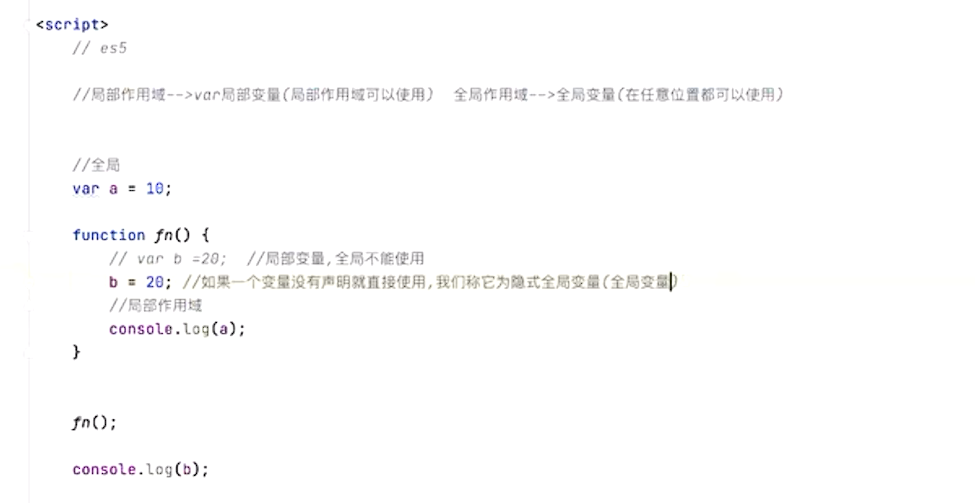 <script>
// es5
//局部作用域-->var局部变量(局部作用域可以使用)  全局作用域-->全局变量(在任意位置都可以使用)
//全局
var a = 10;
function fn() {
// var b =20;  //局部变量,全局不能使用
b = 20; //如果一个变量没有声明就直接使用,我们称它为隐式全局变量(全局变量)
//局部作用域
console.log(a);
}
fn();
console.log(b);